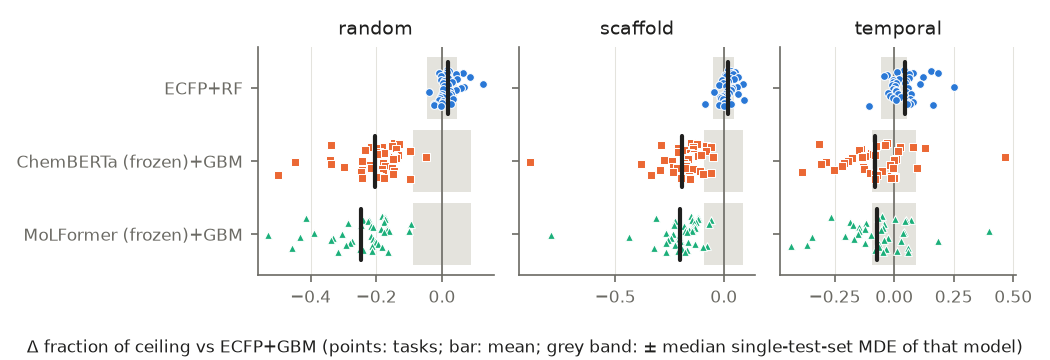 random scaffold temporal
ECFP+RF
ChemBERTa (frozen)+GBM
MoLFormer (frozen)+GBM
−0.4 −0.2 0.0 −0.5 0.0 −0.25 0.00 0.25 0.50
Δ fraction of ceiling vs ECFP+GBM (points: tasks; bar: mean; grey band: ± median single-test-set MDE of that model)